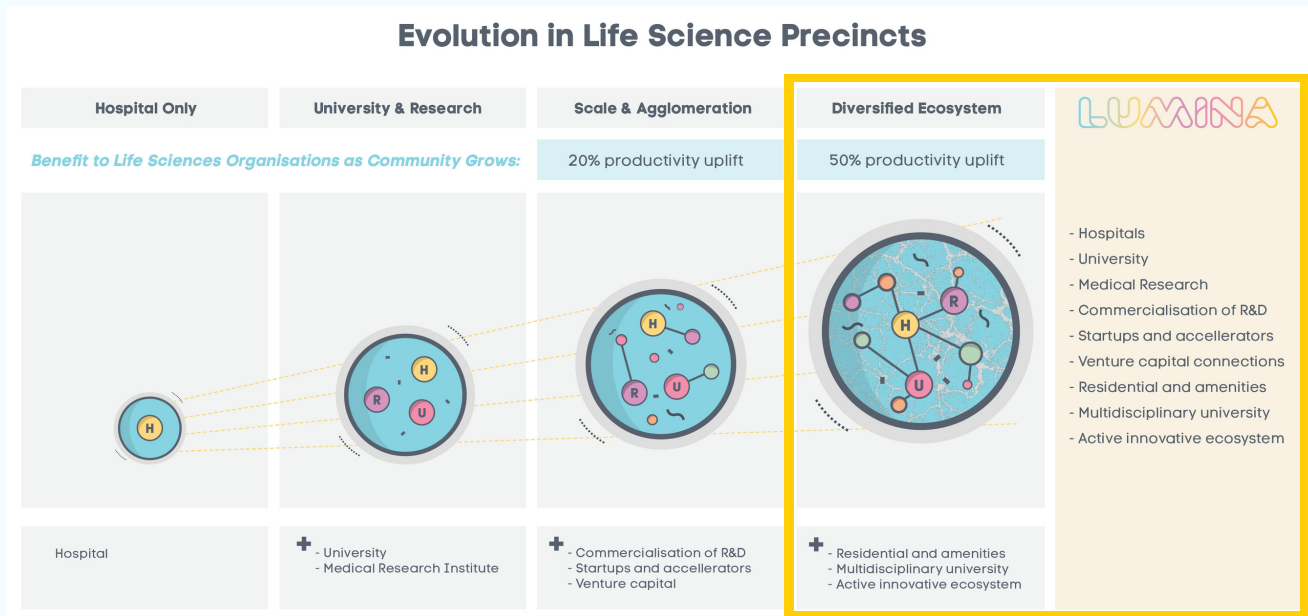 Evolution in Life Science Precincts
Hospital Only
University & Research
Scale & Agglomeration
Diversified Ecosystem
LUMINA
Benefit to Life Sciences Organisations as Community Grows:
20% productivity uplift
50% productivity uplift
H
H
R
U
H
R
U
R
H
U
- Hospitals
- University
- Medical Research
- Commercialisation of R&D
- Startups and accellerators
- Venture capital connections
- Residential and amenities
- Multidisciplinary university
- Active innovative ecosystem
Hospital
+
- University
- Medical Research Institute
+
- Commercialisation of R&D
- Startups and accellerators
- Venture capital
+
- Residential and amenities
- Multidisciplinary university
- Active innovative ecosystem